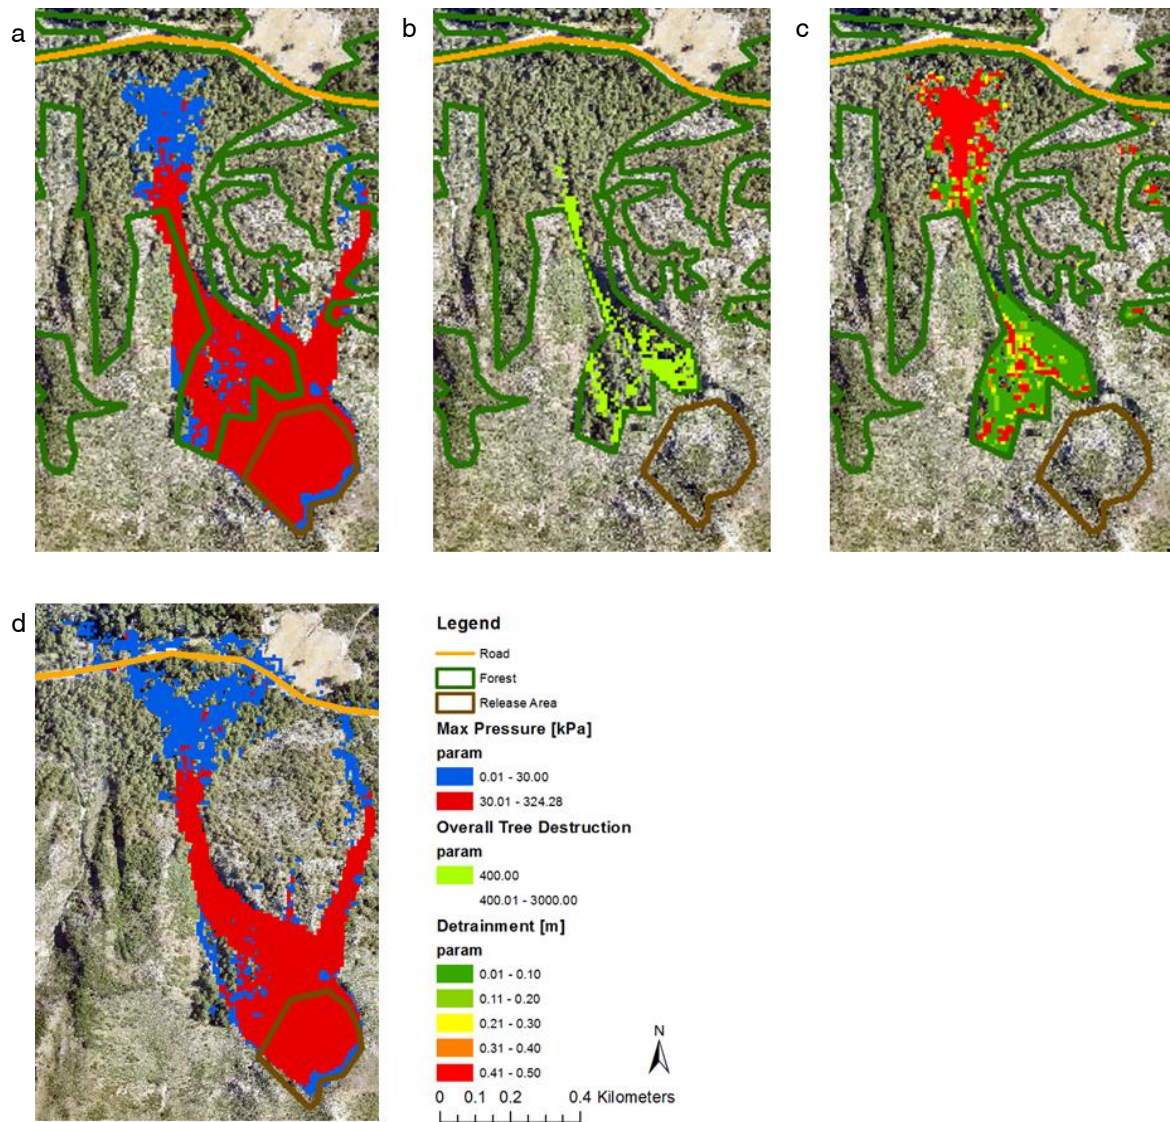 a
b
c
d
Legend
Road
Forest
Release Area
Max Pressure [kPa]
param
0.01 - 30.00
30.01 - 324.28
Overall Tree Destruction
param
400.00
400.01 - 3000.00
Detrainment [m]
param
0.01 - 0.10
0.11 - 0.20
0.21 - 0.30
0.31 - 0.40
0.41 - 0.50
N
0 0.1 0.2 0.4 Kilometers